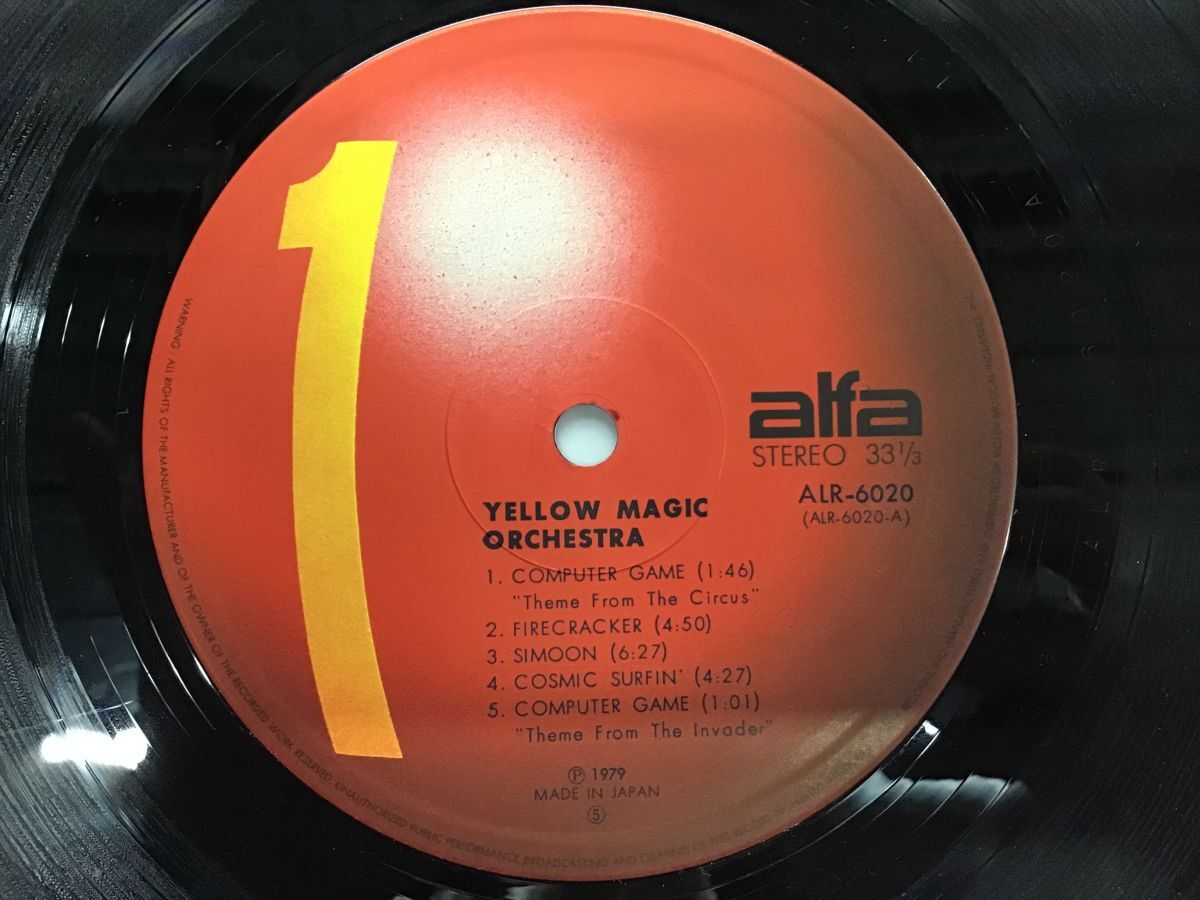 1
alfa
STEREO 33 1/3
ALR-6020
(ALR-6020-A)
YELLOW MAGIC
ORCHESTRA
1. COMPUTER GAME (1:46)
"Theme From The Circus"
2. FIRECRACKER (4:50)
3. SIMOON (6:27)
4. COSMIC SURFIN' (4:27)
5. COMPUTER GAME (1:01)
"Theme From The Invader"
Ⓟ 1979
MADE IN JAPAN
⑤
WARNING: ALL RIGHTS OF THE MANUFACTURER AND OF THE OWNER OF THE RECORDED WORK RESERVED. UNAUTHORIZED PUBLIC PERFORMANCE, BROADCASTING AND COPYING OF THE RECORD PROHIBITED